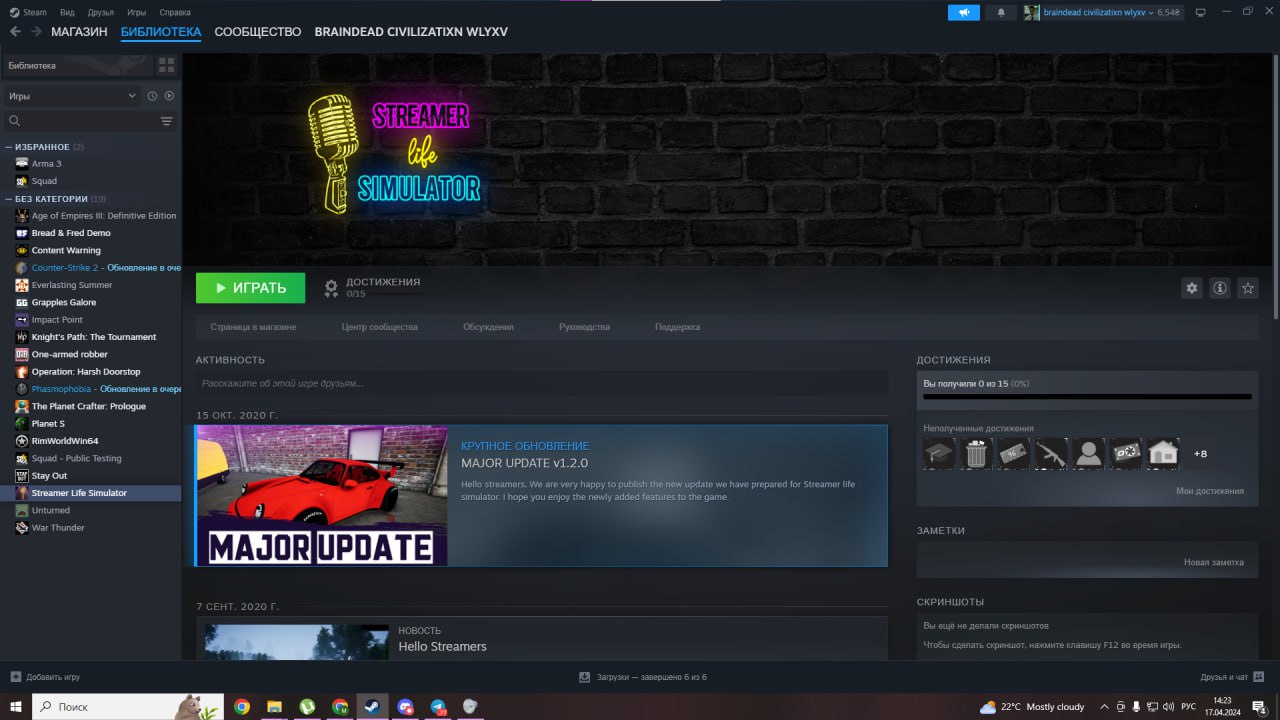 Steam Вид Друзья Игры Справка
braindead civilizatixn wlyxv 6,54₴
МАГАЗИН БИБЛИОТЕКА СООБЩЕСТВО BRAINDEAD CIVILIZATIXN WLYXV
Библиотека
Игры
ИЗБРАННОЕ (2)
Arma 3
Squad
БЕЗ КАТЕГОРИИ (19)
Age of Empires III: Definitive Edition
Bread & Fred Demo
Content Warning
Counter-Strike 2 - Обновление в оче
Everlasting Summer
Grapples Galore
Impact Point
Knight's Path: The Tournament
One-armed robber
Operation: Harsh Doorstop
Phasmophobia - Обновление в очере
The Planet Crafter: Prologue
Planet S
RimWorldWin64
Squad - Public Testing
Stay Out
Streamer Life Simulator
Unturned
War Thunder
STREAMER
life
SIMULATOR
ИГРАТЬ
ДОСТИЖЕНИЯ
0/15
Страница в магазине Центр сообщества Обсуждения Руководства Поддержка
АКТИВНОСТЬ
Расскажите об этой игре друзьям...
15 ОКТ. 2020 Г.
MAJOR UPDATE
КРУПНОЕ ОБНОВЛЕНИЕ
MAJOR UPDATE v1.2.0
Hello streamers, We are very happy to publish the new update we have prepared for Streamer life
simulator. I hope you enjoy the newly added features to the game.
7 СЕНТ. 2020 Г.
НОВОСТЬ
Hello Streamers
ДОСТИЖЕНИЯ
Вы получили 0 из 15 (0%)
Неполученные достижения
+8
Мои достижения
ЗАМЕТКИ
Новая заметка
СКРИНШОТЫ
Вы ещё не делали скриншотов
Чтобы сделать скриншот, нажмите клавишу F12 во время игры.
Добавить игру
Загрузки — завершено 6 из 6
Друзья и чат
Поиск
22°C Mostly cloudy
РУС
14:23
17.04.2024
4